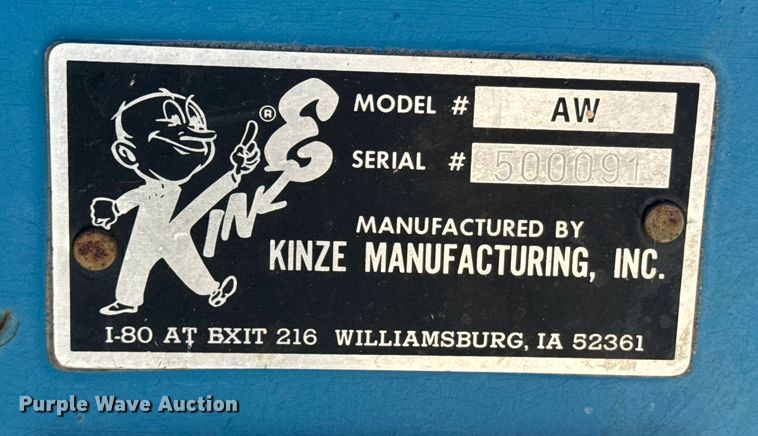 KINZE ®
MODEL # AW
SERIAL # 500091
MANUFACTURED BY
KINZE MANUFACTURING, INC.
I-80 AT EXIT 216 WILLIAMSBURG, IA 52361
Purple Wave Auction